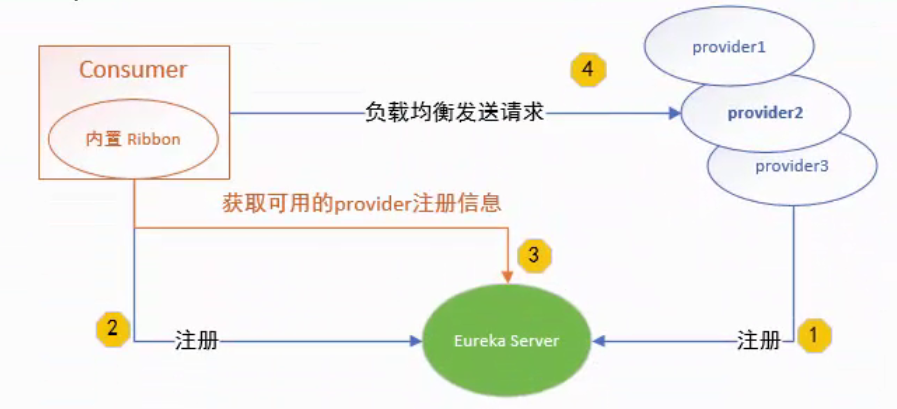 provider1
Consumer
4
负载均衡发送请求
provider2
内置 Ribbon
provider3
获取可用的provider注册信息
3
2
注册
Eureka Server
注册
1